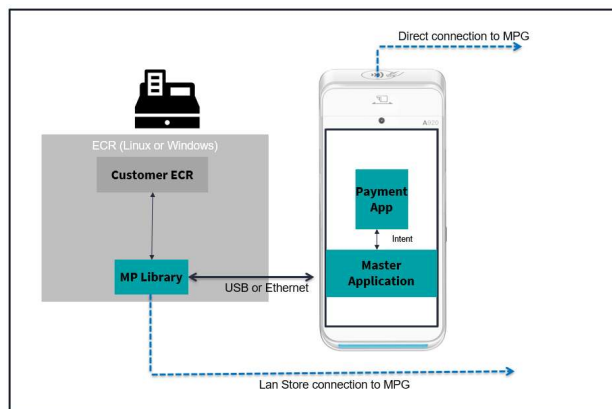 Direct connection to MPG
A920
ECR (Linux or Windows)
Customer ECR
Payment
App
Intent
MP Library
USB or Ethernet
Master
Application
Lan Store connection to MPG